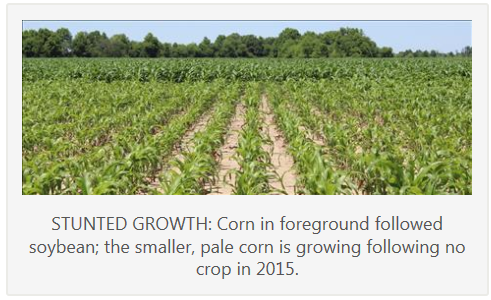 STUNTED GROWTH: Corn in foreground followed
soybean; the smaller, pale corn is growing following no
crop in 2015.